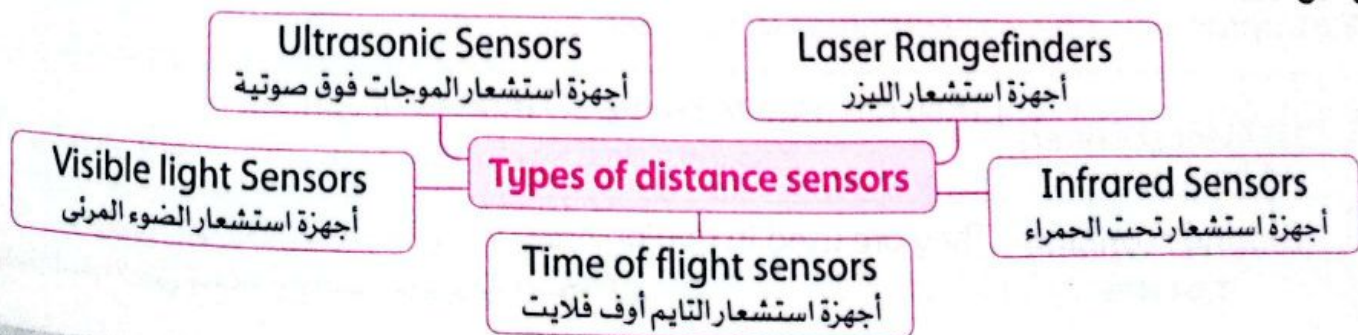 Ultrasonic Sensors
أجهزة استشعار الموجات فوق صوتية
Laser Rangefinders
أجهزة استشعار الليزر
Visible light Sensors
أجهزة استشعار الضوء المرئى
Types of distance sensors
Infrared Sensors
أجهزة استشعار تحت الحمراء
Time of flight sensors
أجهزة استشعار التايم أوف فلايت